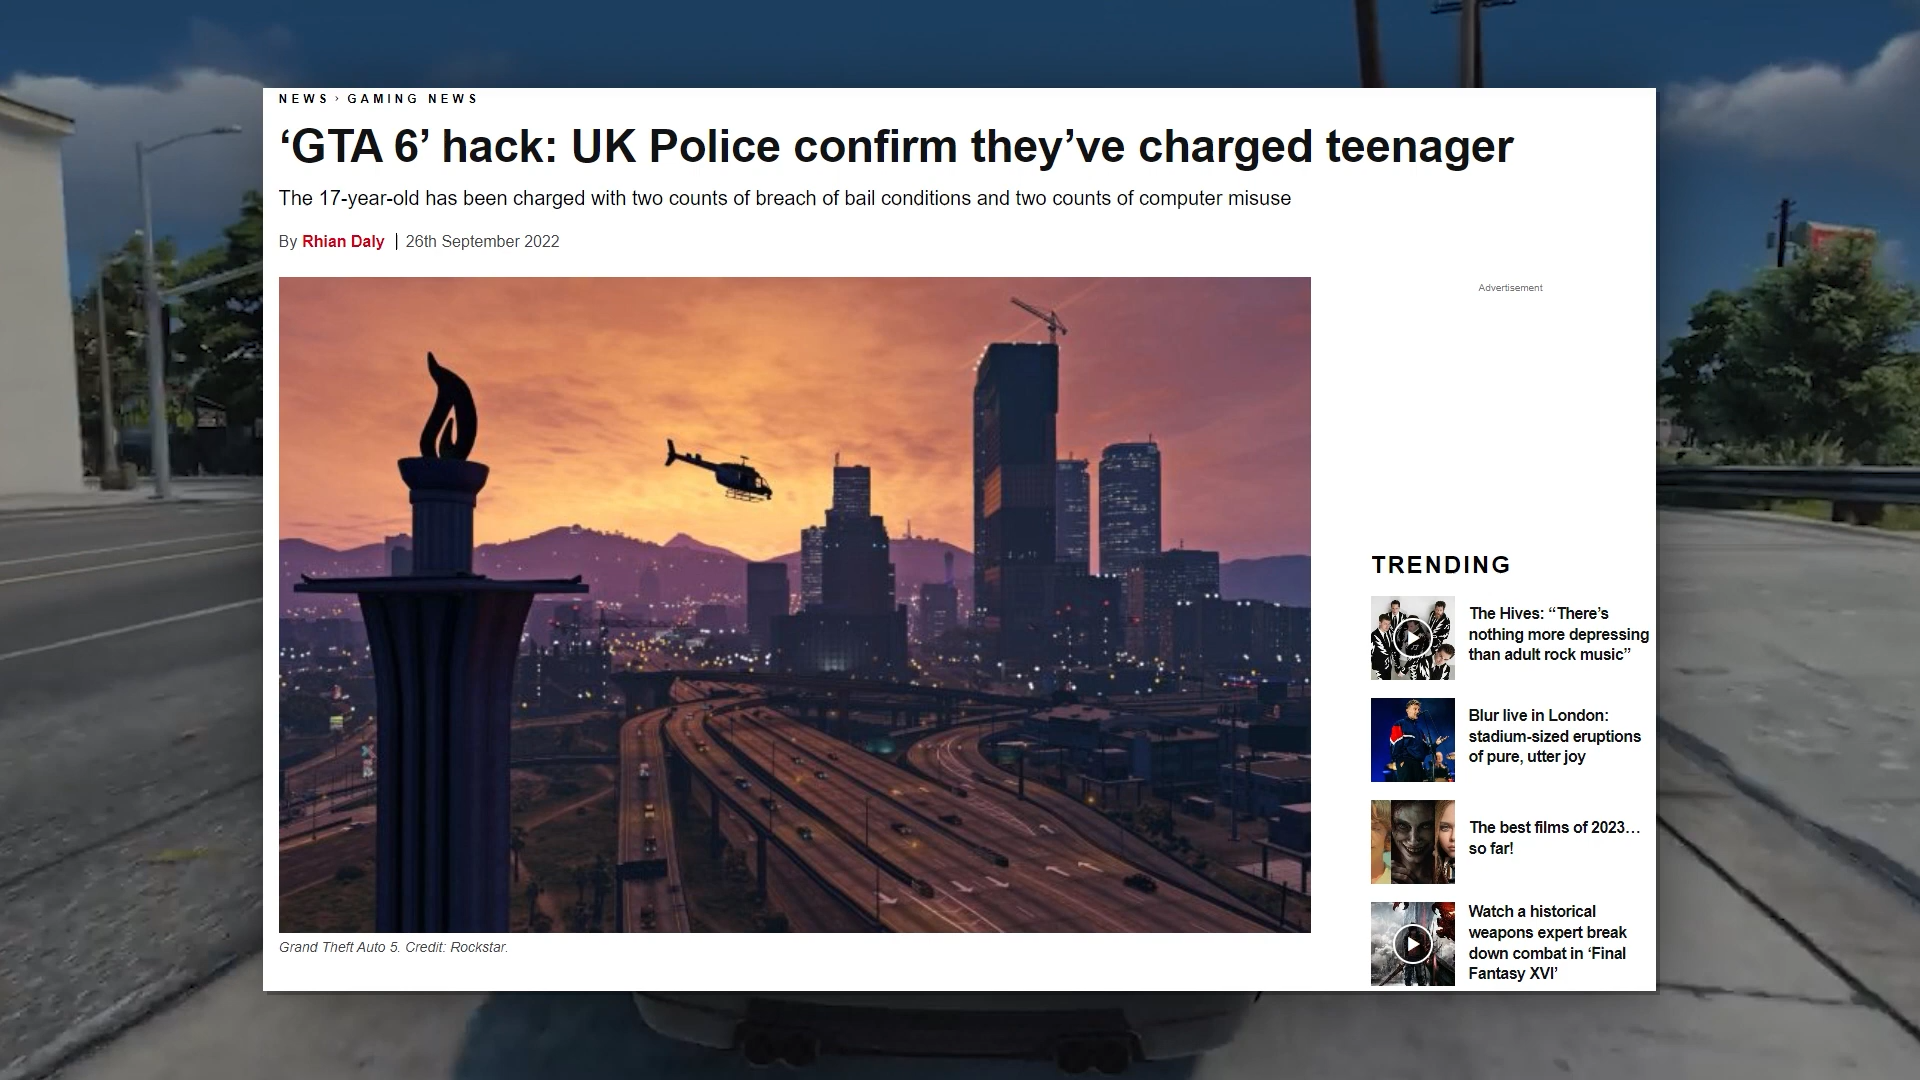 NEWS › GAMING NEWS
‘GTA 6’ hack: UK Police confirm they’ve charged teenager
The 17-year-old has been charged with two counts of breach of bail conditions and two counts of computer misuse
By Rhian Daly | 26th September 2022
Advertisement
Grand Theft Auto 5. Credit: Rockstar.
TRENDING
The Hives: “There’s
nothing more depressing
than adult rock music”
Blur live in London:
stadium-sized eruptions
of pure, utter joy
The best films of 2023…
so far!
Watch a historical
weapons expert break
down combat in ‘Final
Fantasy XVI’